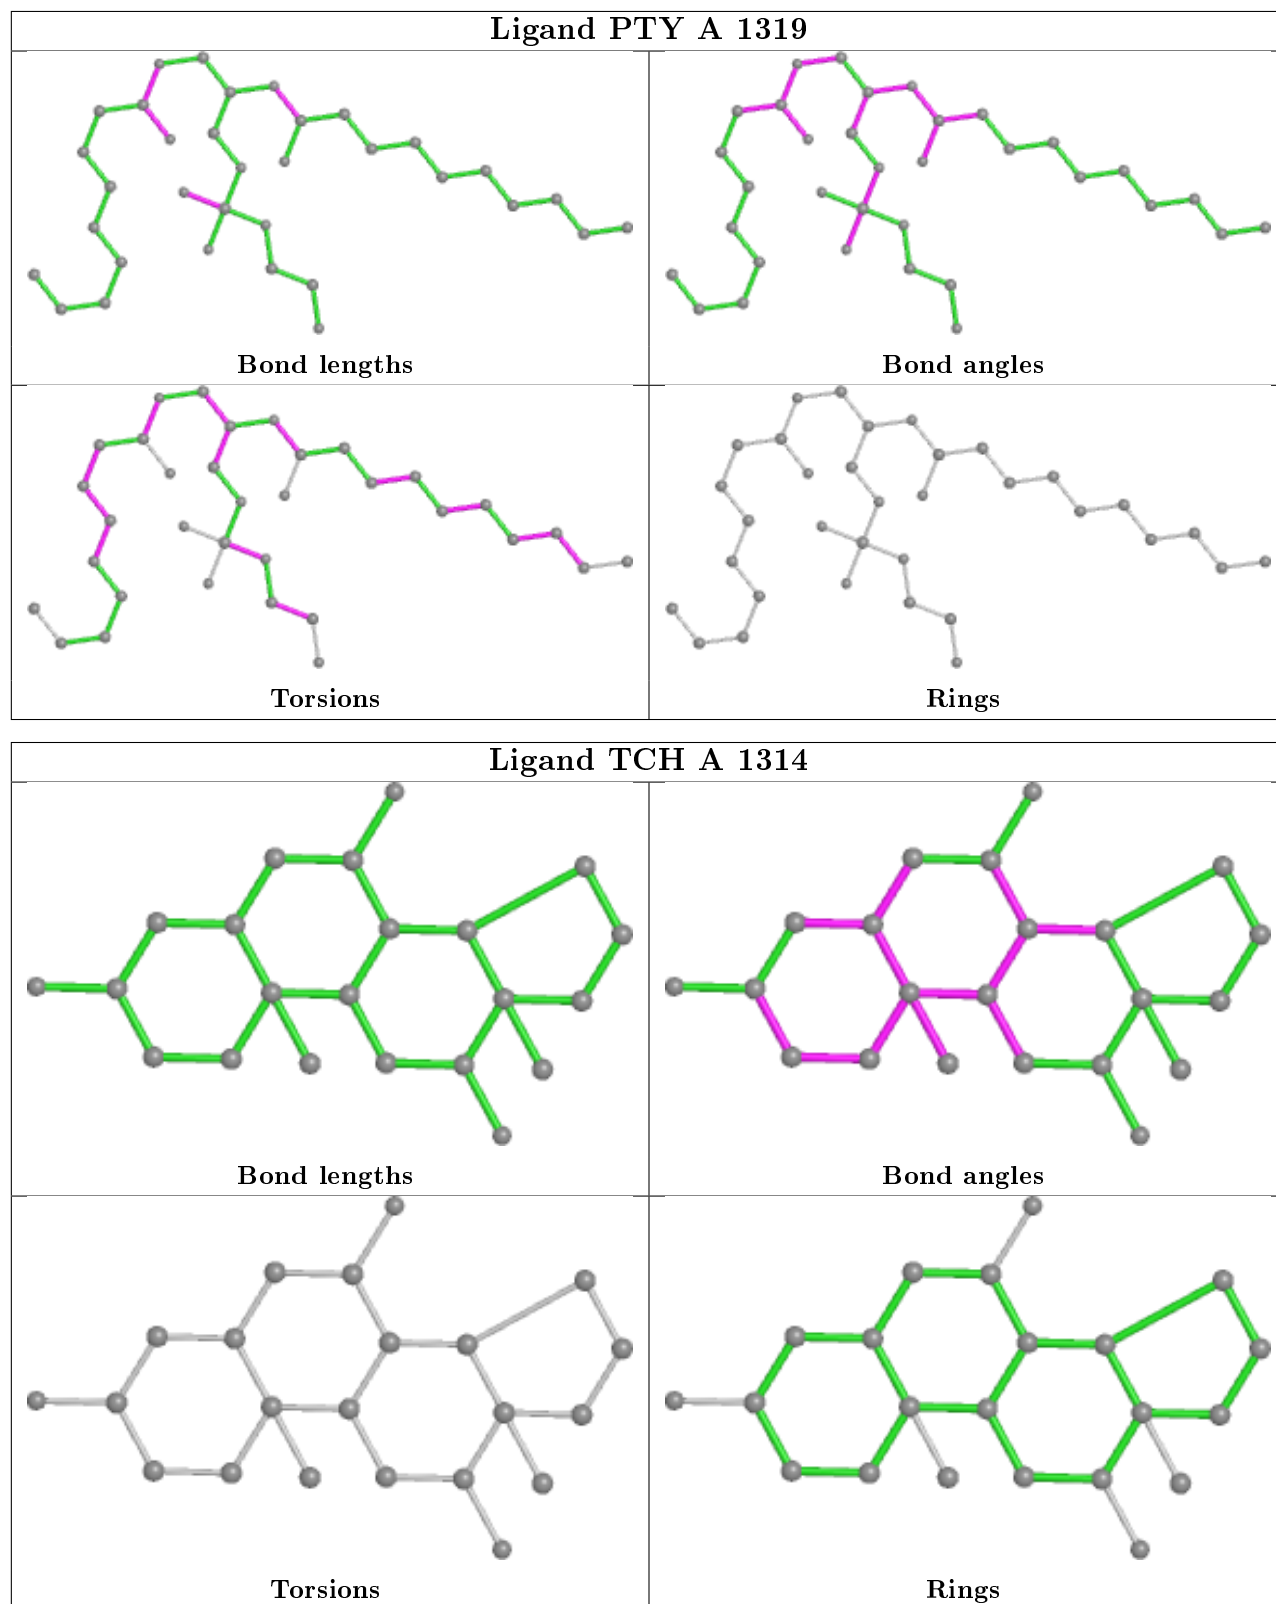 Ligand PTY A 1319
Bond lengths
Bond angles
Torsions
Rings
Ligand TCH A 1314
Bond lengths
Bond angles
Torsions
Rings